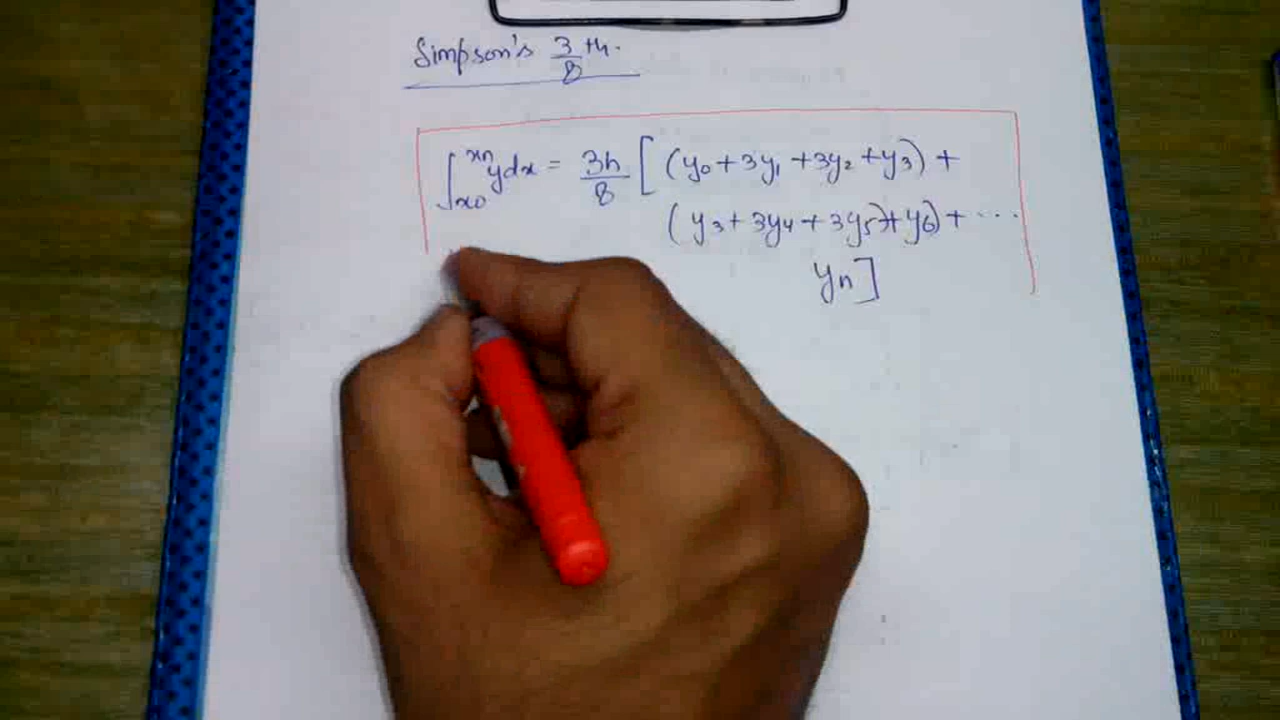 Simpson's 3/8 th.
∫_{x0}^{xn} ydx = 3h/8 [ (y₀ + 3y₁ + 3y₂ + y₃) +
(y₃ + 3y₄ + 3y₅) + y₆) + ...
yₙ ]